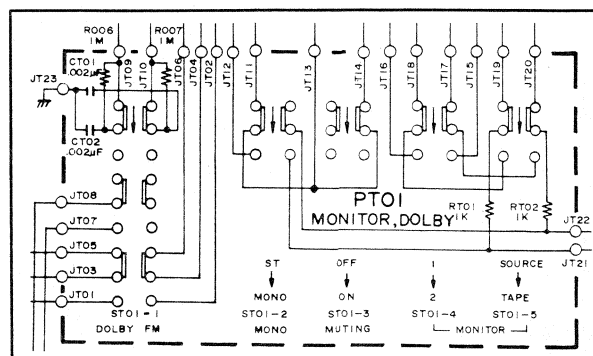 R006
1M
R007
1M
CT01
.002μF
JT09
JT10
JT06
JT04
JT02
JT12
JT11
JT13
JT14
JT16
JT18
JT17
JT15
JT19
JT20
JT23
CT02
.002μF
JT08
JT07
JT05
JT03
JT01
PT01
MONITOR, DOLBY
RT01
1K
RT02
1K
JT22
JT21
ST OFF 1 SOURCE
MONO ON 2 TAPE
ST01-1 ST01-2 ST01-3 ST01-4 ST01-5
DOLBY FM MONO MUTING MONITOR